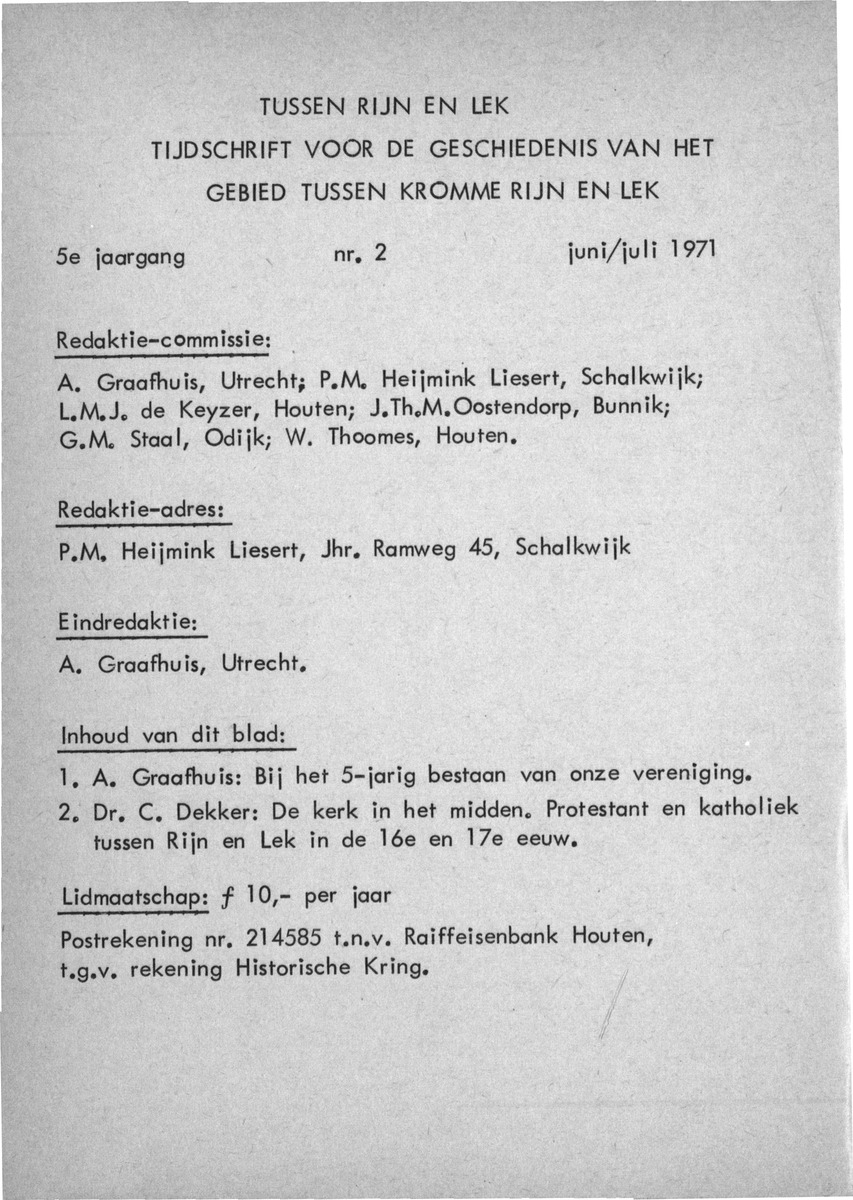 TUSSEN RIJN EN LEK
TIJDSCHRIFT VOOR DE GESCHIEDENIS VAN HET
GEBIED TUSSEN KROMME RIJN EN LEK
5e jaargang nr. 2 juni/juli 1971
Redaktie-commissie:
A. Graafhuis, Utrecht; P.M. Heijmink Liesert, Schalkwijk;
L.M.J. de Keyzer, Houten; J.Th.M.Oostendorp, Bunnik;
G.M. Staal, Odijk; W. Thoomes, Houten.
Redaktie-adres:
P.M. Heijmink Liesert, Jhr. Ramweg 45, Schalkwijk
Eindredaktie:
A. Graafhuis, Utrecht.
Inhoud van dit blad:
1. A. Graafhuis: Bij het 5-jarig bestaan van onze vereniging.
2. Dr. C. Dekker: De kerk in het midden. Protestant en katholiek
tussen Rijn en Lek in de 16e en 17e eeuw.
Lidmaatschap: f 10,- per jaar
Postrekening nr. 214585 t.n.v. Raiffeisenbank Houten,
t.g.v. rekening Historische Kring.